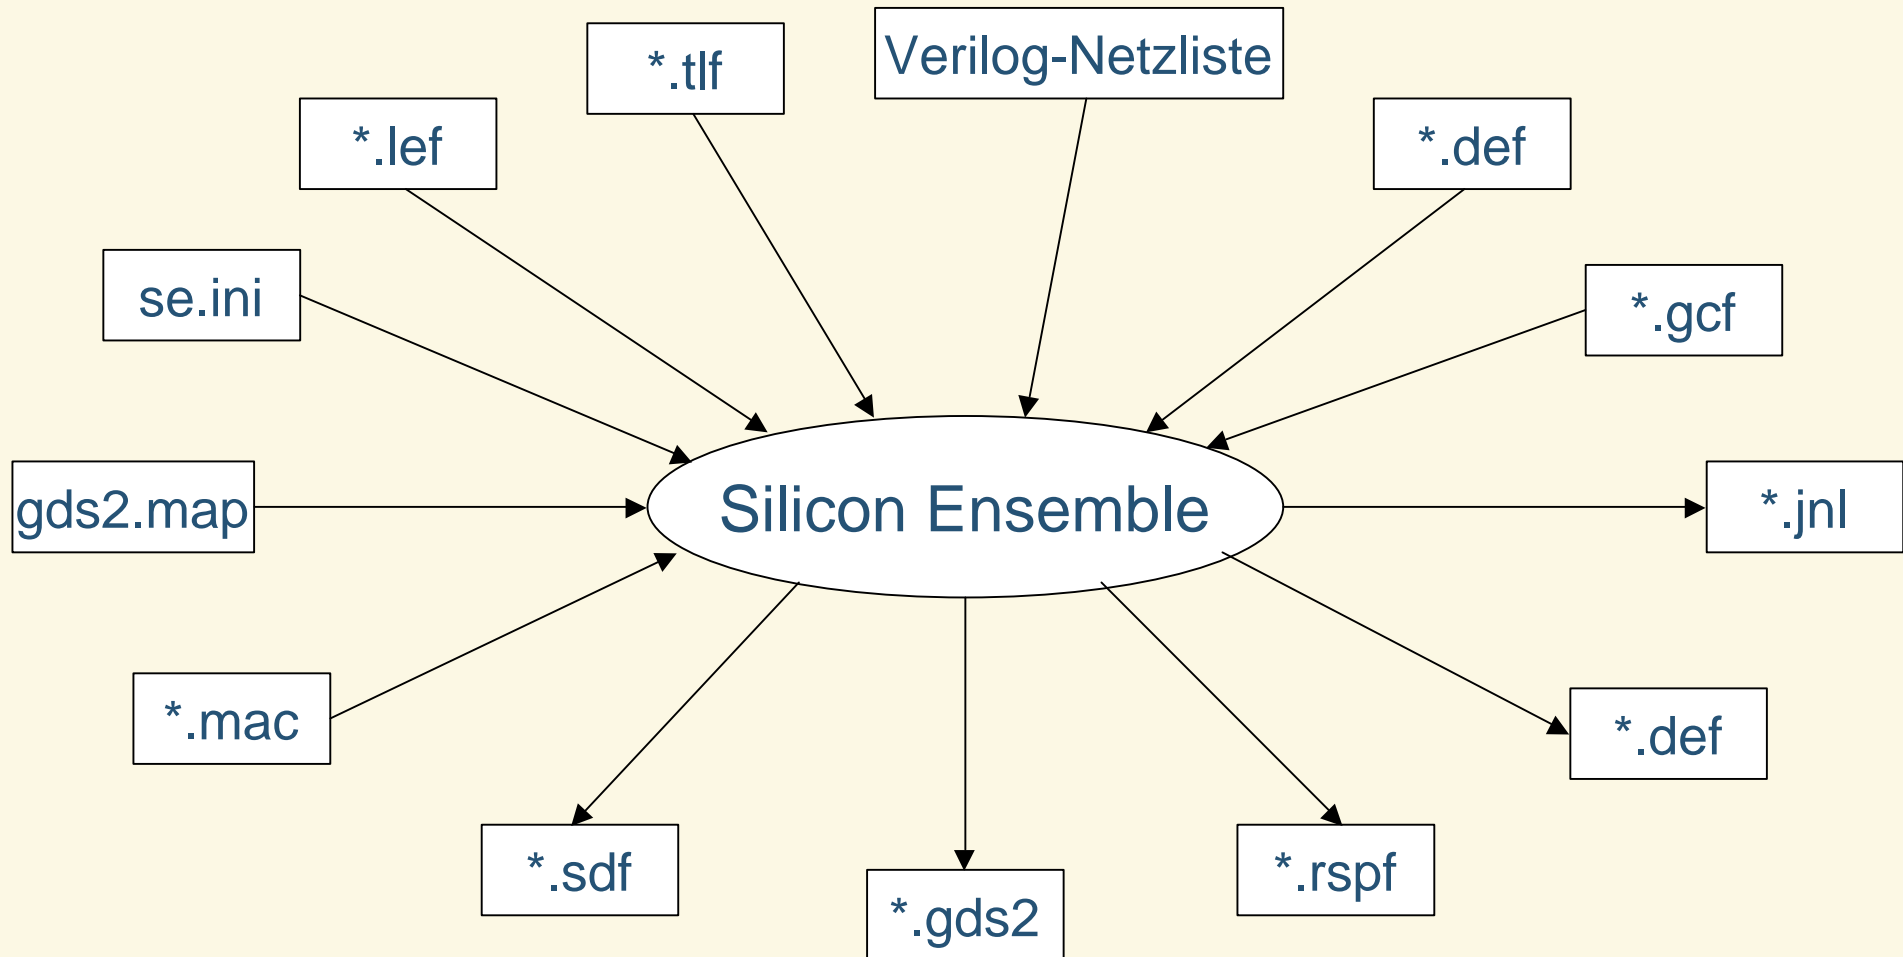 Verilog-Netzliste
*.tlf
*.lef
*.def
se.ini
*.gcf
gds2.map
Silicon Ensemble
*.jnl
*.mac
*.def
*.sdf
*.rspf
*.gds2